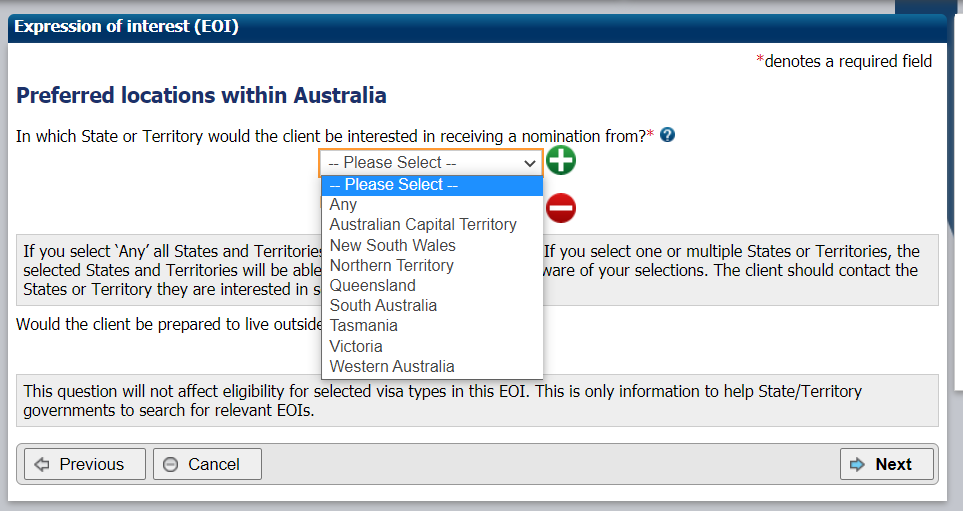 Expression of interest (EOI)
*denotes a required field
Preferred locations within Australia
In which State or Territory would the client be interested in receiving a nomination from?*
-- Please Select --
-- Please Select --
Any
Australian Capital Territory
New South Wales
Northern Territory
Queensland
South Australia
Tasmania
Victoria
Western Australia
If you select ‘Any’ all States and Territories If you select one or multiple States or Territories, the
selected States and Territories will be able of your selections. The client should contact the
States or Territory they are interested in
Would the client be prepared to live outside
This question will not affect eligibility for selected visa types in this EOI. This is only information to help State/Territory
governments to search for relevant EOIs.
Previous
Cancel
Next